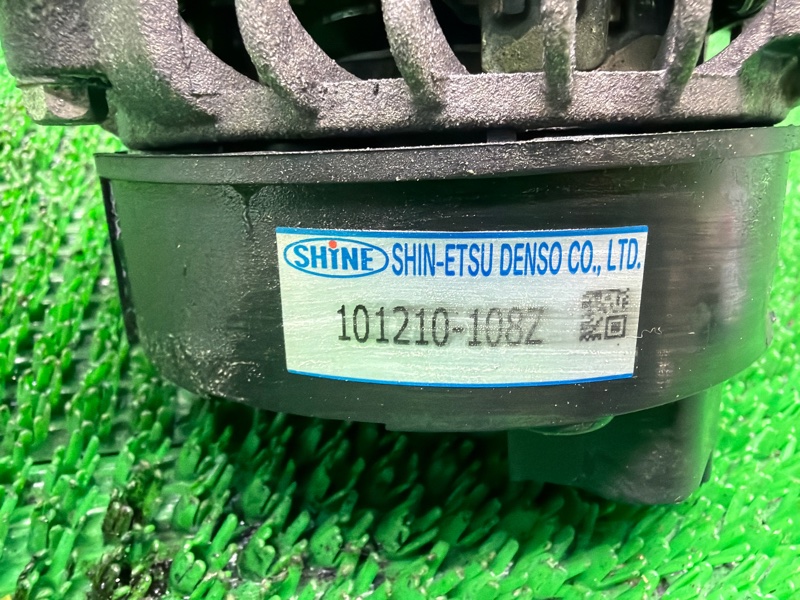 SHiNE SHIN-ETSU DENSO CO., LTD.
101210-108Z